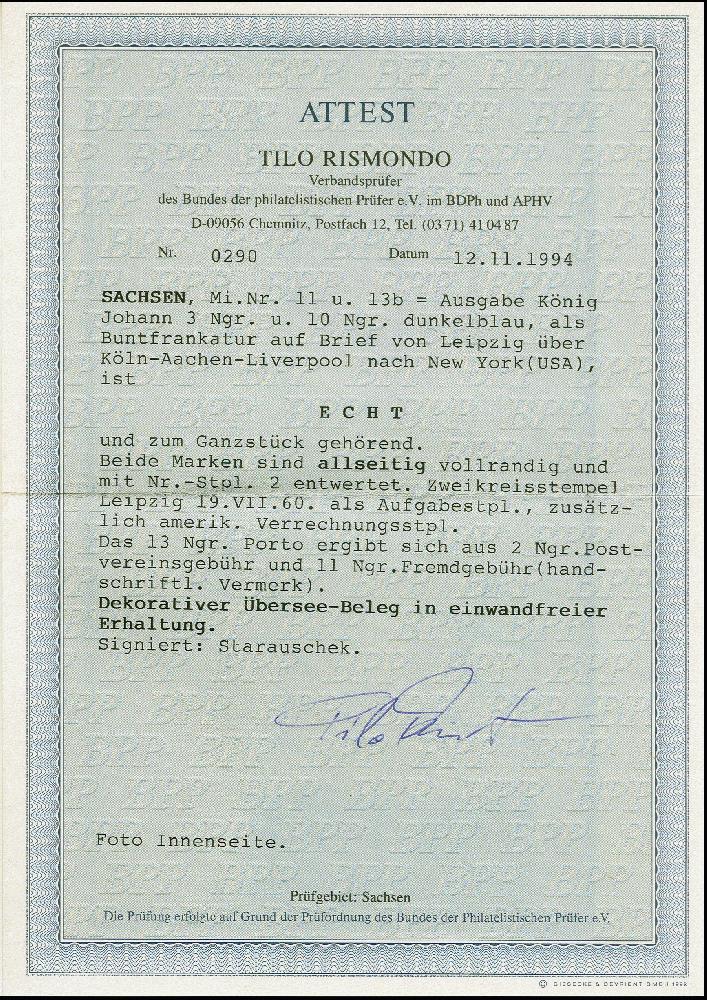 ATTEST
TILO RISMONDO
Verbandsprüfer
des Bundes der philatelistischen Prüfer e.V. im BDPh und APHV
D-09056 Chemnitz, Postfach 12, Tel. (03 71) 41 04 87
Nr. 0290 Datum 12.11.1994
SACHSEN, Mi.Nr. 11 u. 13b = Ausgabe König
Johann 3 Ngr. u. 10 Ngr. dunkelblau, als
Buntfrankatur auf Brief von Leipzig über
Köln-Aachen-Liverpool nach New York(USA),
ist
E C H T
und zum Ganzstück gehörend.
Beide Marken sind allseitig vollrandig und
mit Nr.-Stpl. 2 entwertet. Zweikreisstempel
Leipzig 19.VII.60. als Aufgabestpl., zusätz-
lich amerik. Verrechnungsstpl.
Das 13 Ngr. Porto ergibt sich aus 2 Ngr.Post-
vereinsgebühr und 11 Ngr.Fremdgebühr(hand-
schriftl. Vermerk).
Dekorativer Übersee-Beleg in einwandfreier
Erhaltung.
Signiert: Starauschek.
Foto Innenseite.
Prüfgebiet: Sachsen
Die Prüfung erfolgte auf Grund der Prüfordnung des Bundes der Philatelistischen Prüfer e.V.
© GIESECKE & DEVRIENT GMBH